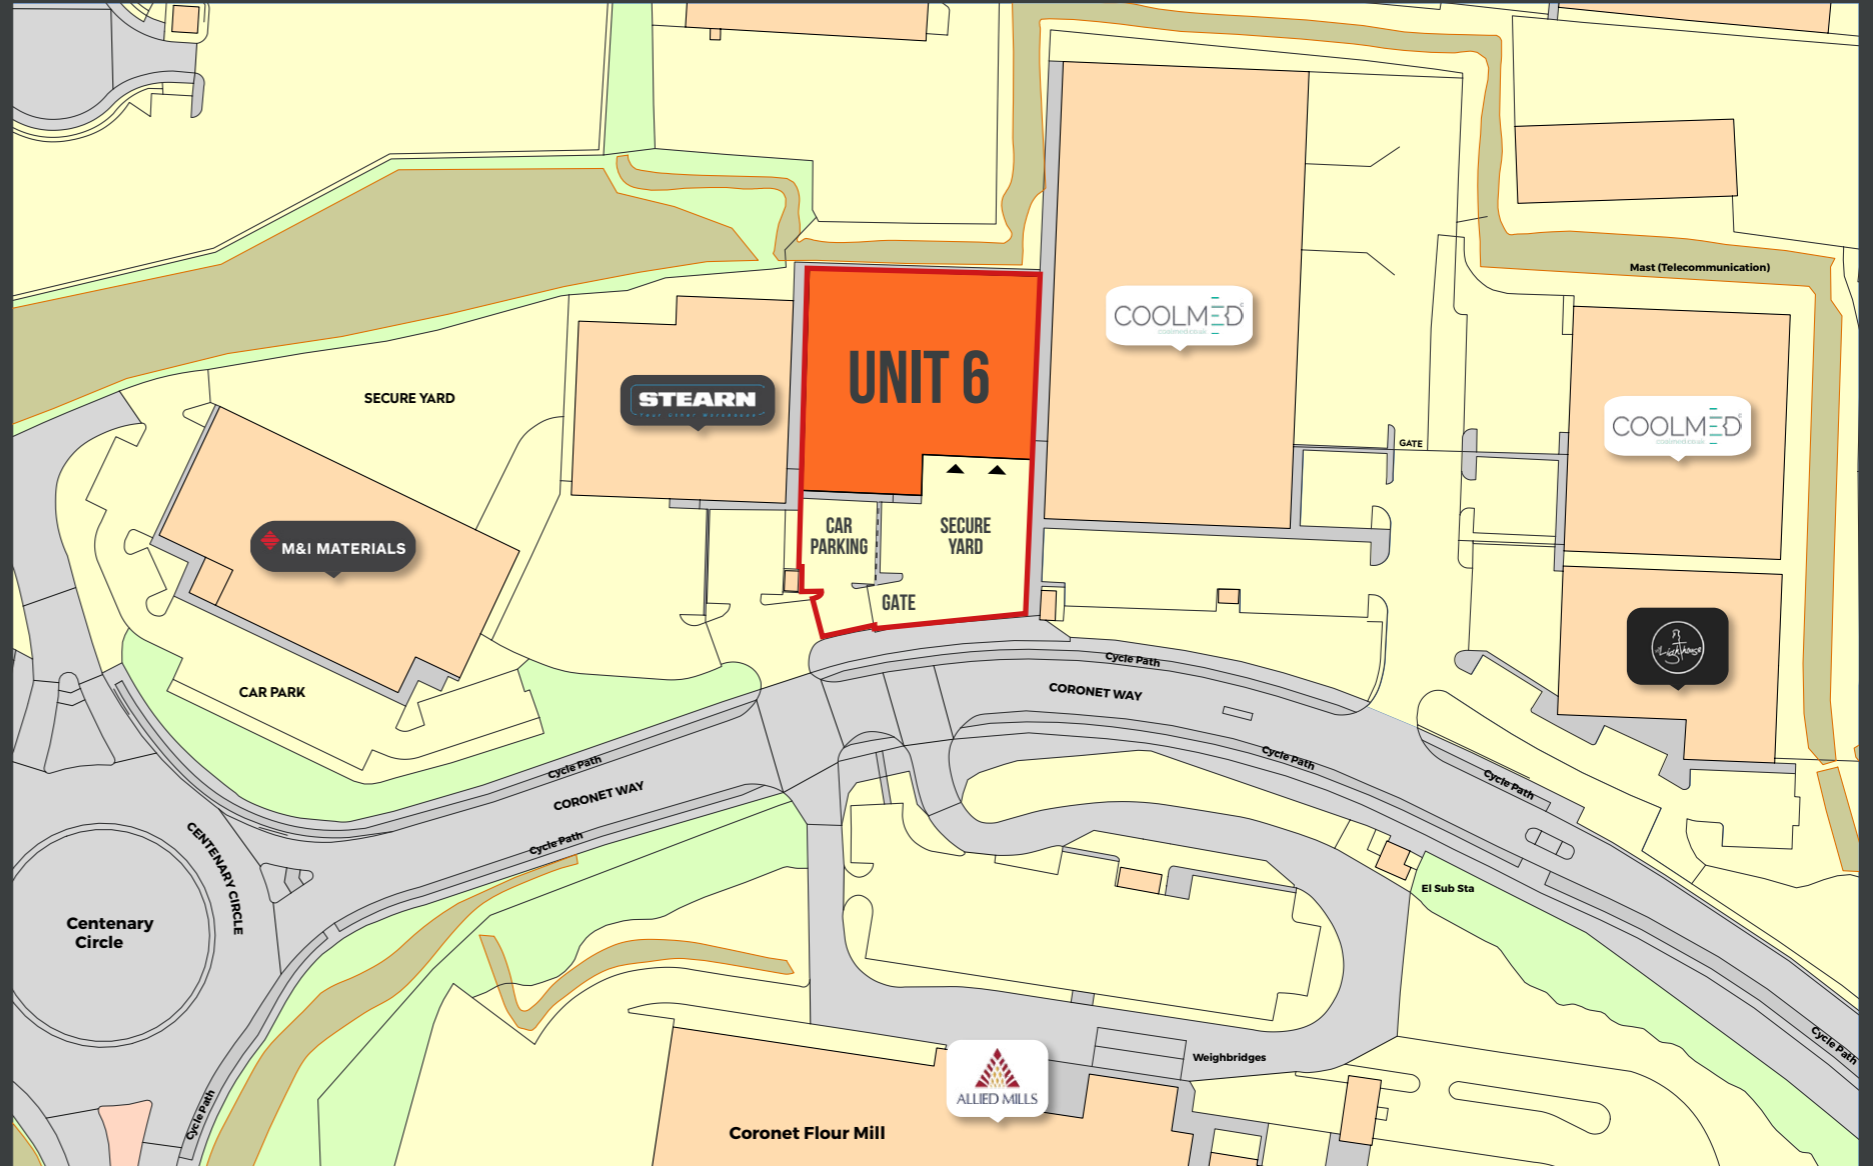 Mast (Telecommunication)
COOLMED
UNIT 6
SECURE YARD
STEARN
COOLMED
GATE
CAR
PARKING
SECURE
YARD
M&I MATERIALS
GATE
Lighthouse
Cycle Path
CORONET WAY
CAR PARK
Cycle Path
Cycle Path
Cycle Path
CORONET WAY
Cycle Path
CENTENARY CIRCLE
El Sub Sta
Centenary
Circle
Cycle Path
Weighbridges
ALLIED MILLS
Cycle Path
Coronet Flour Mill